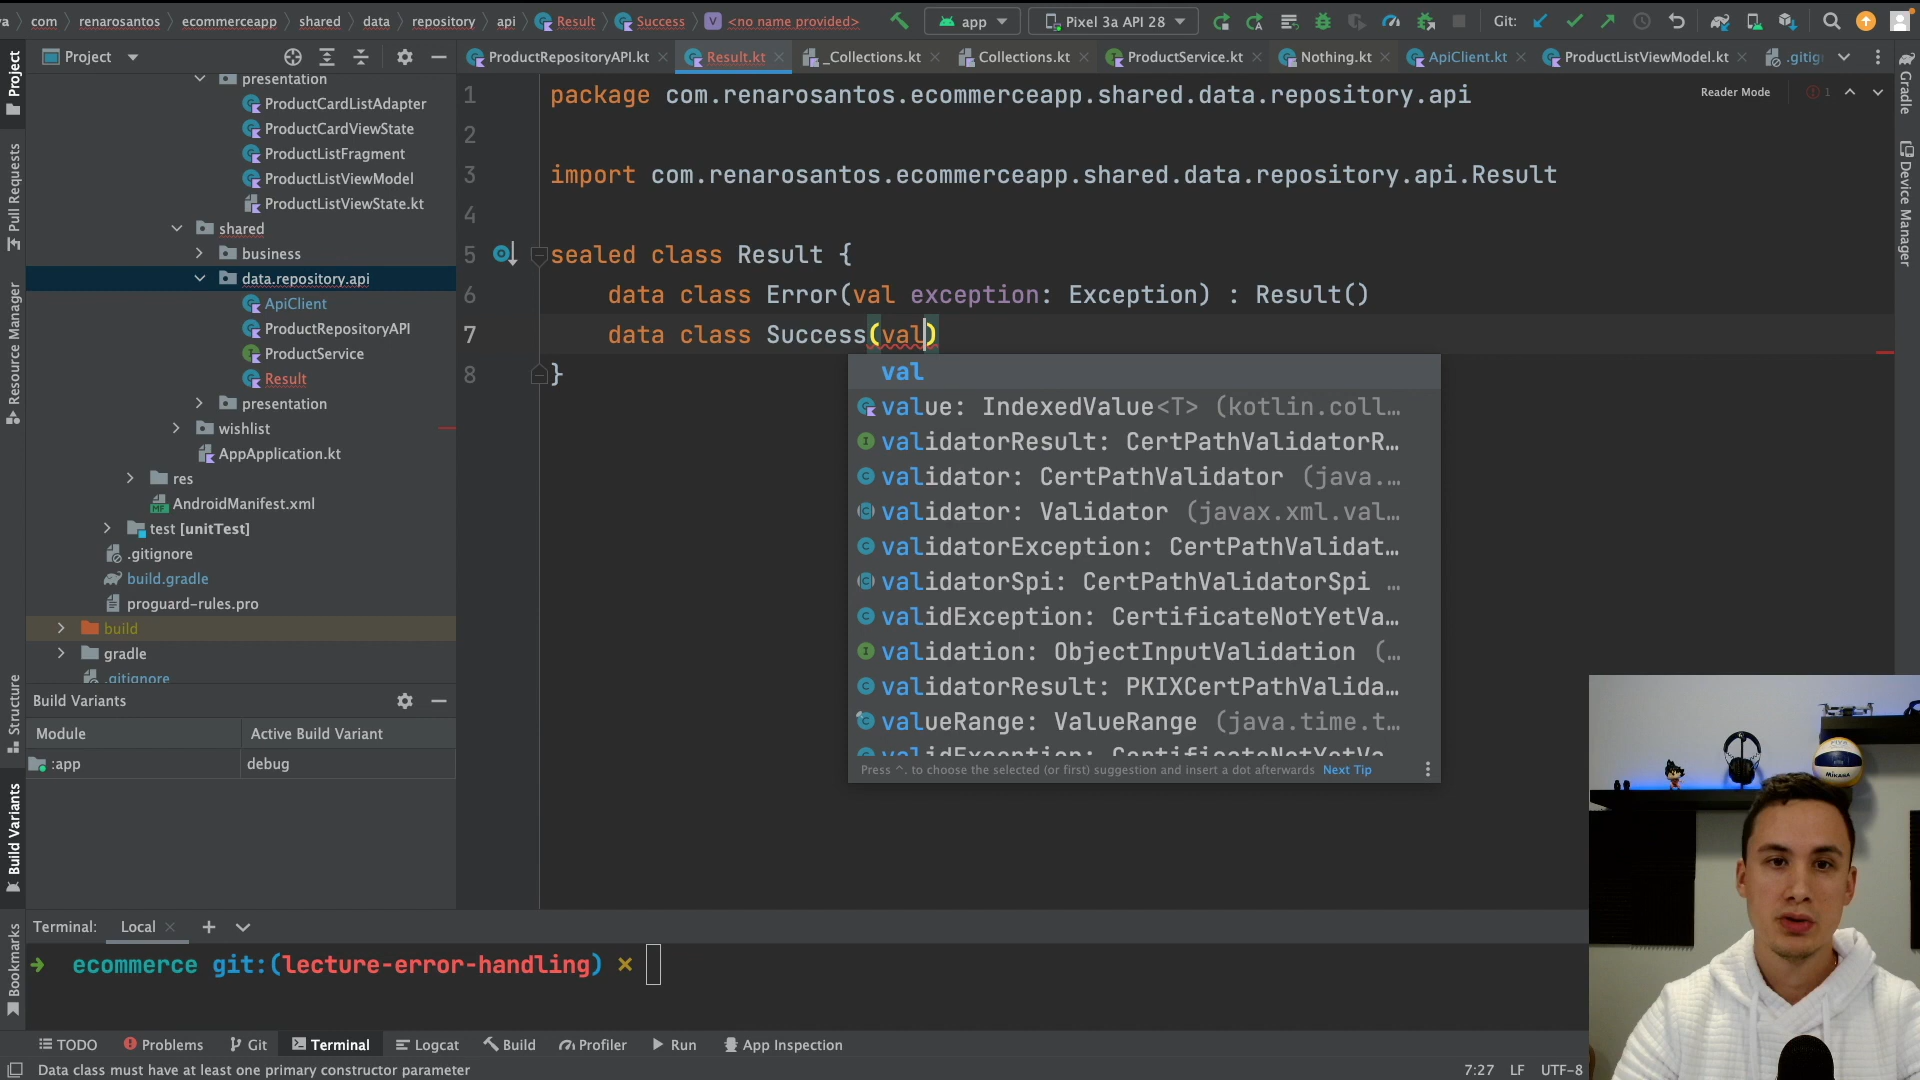 va
com
renarosantos
ecommerceapp
shared
data
repository
api
Result
Success
V <no name provided>
app
Pixel 3a API 28
Git:
Project
ProductRepositoryAPI.kt
Result.kt
_Collections.kt
Collections.kt
ProductService.kt
Nothing.kt
ApiClient.kt
ProductListViewModel.kt
.gitig
Project
Pull Requests
Resource Manager
Structure
Build Variants
Bookmarks
presentation
ProductCardListAdapter
ProductCardViewState
ProductListFragment
ProductListViewModel
ProductListViewState.kt
shared
business
data.repository.api
ApiClient
ProductRepositoryAPI
ProductService
Result
presentation
wishlist
AppApplication.kt
res
AndroidManifest.xml
test [unitTest]
.gitignore
build.gradle
proguard-rules.pro
build
gradle
.gitignore
Build Variants
Module Active Build Variant
:app debug
1 package com.renarosantos.ecommerceapp.shared.data.repository.api
2
3 import com.renarosantos.ecommerceapp.shared.data.repository.api.Result
4
5 sealed class Result {
6 data class Error(val exception: Exception) : Result()
7 data class Success(val)
8 }
Reader Mode
1
Gradle
Device Manager
val
value: IndexedValue<T> (kotlin.coll…
validatorResult: CertPathValidatorR…
validator: CertPathValidator (java.…
validator: Validator (javax.xml.val…
validatorException: CertPathValidat…
validatorSpi: CertPathValidatorSpi …
validException: CertificateNotYetVa…
validation: ObjectInputValidation (…
validatorResult: PKIXCertPathValida…
valueRange: ValueRange (java.time.t…
validException: CertificateNotYetVa
Press ^. to choose the selected (or first) suggestion and insert a dot afterwards Next Tip
MIKASA
Terminal: Local
ecommerce git:(lecture-error-handling) ×
TODO
Problems
Git
Terminal
Logcat
Build
Profiler
Run
App Inspection
Data class must have at least one primary constructor parameter
7:27 LF UTF-8